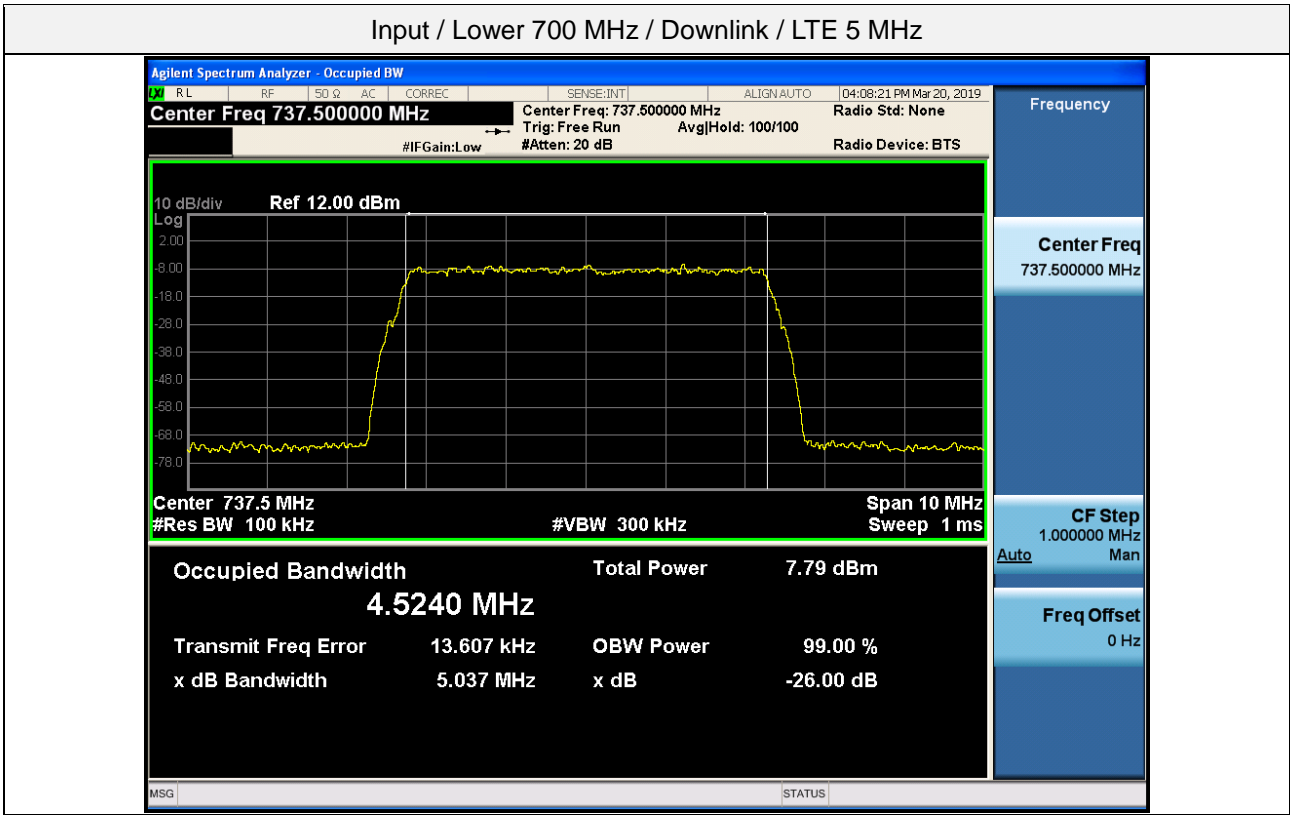 Input / Lower 700 MHz / Downlink / LTE 5 MHz
Agilent Spectrum Analyzer - Occupied BW
LXI RL RF 50 Ω AC CORREC SENSE:INT ALIGN AUTO 04:08:21 PM Mar 20, 2019
Center Freq 737.500000 MHz Center Freq: 737.500000 MHz Radio Std: None Frequency
Trig: Free Run Avg|Hold: 100/100
#IFGain:Low #Atten: 20 dB Radio Device: BTS
10 dB/div Ref 12.00 dBm
Log
2.00
-8.00
-18.0
-28.0
-38.0
-48.0
-58.0
-68.0
-78.0
Center 737.5 MHz Span 10 MHz
#Res BW 100 kHz #VBW 300 kHz Sweep 1 ms
Center Freq
737.500000 MHz
CF Step
1.000000 MHz
Auto Man
Freq Offset
0 Hz
Occupied Bandwidth Total Power 7.79 dBm
4.5240 MHz
Transmit Freq Error 13.607 kHz OBW Power 99.00 %
x dB Bandwidth 5.037 MHz x dB -26.00 dB
MSG STATUS